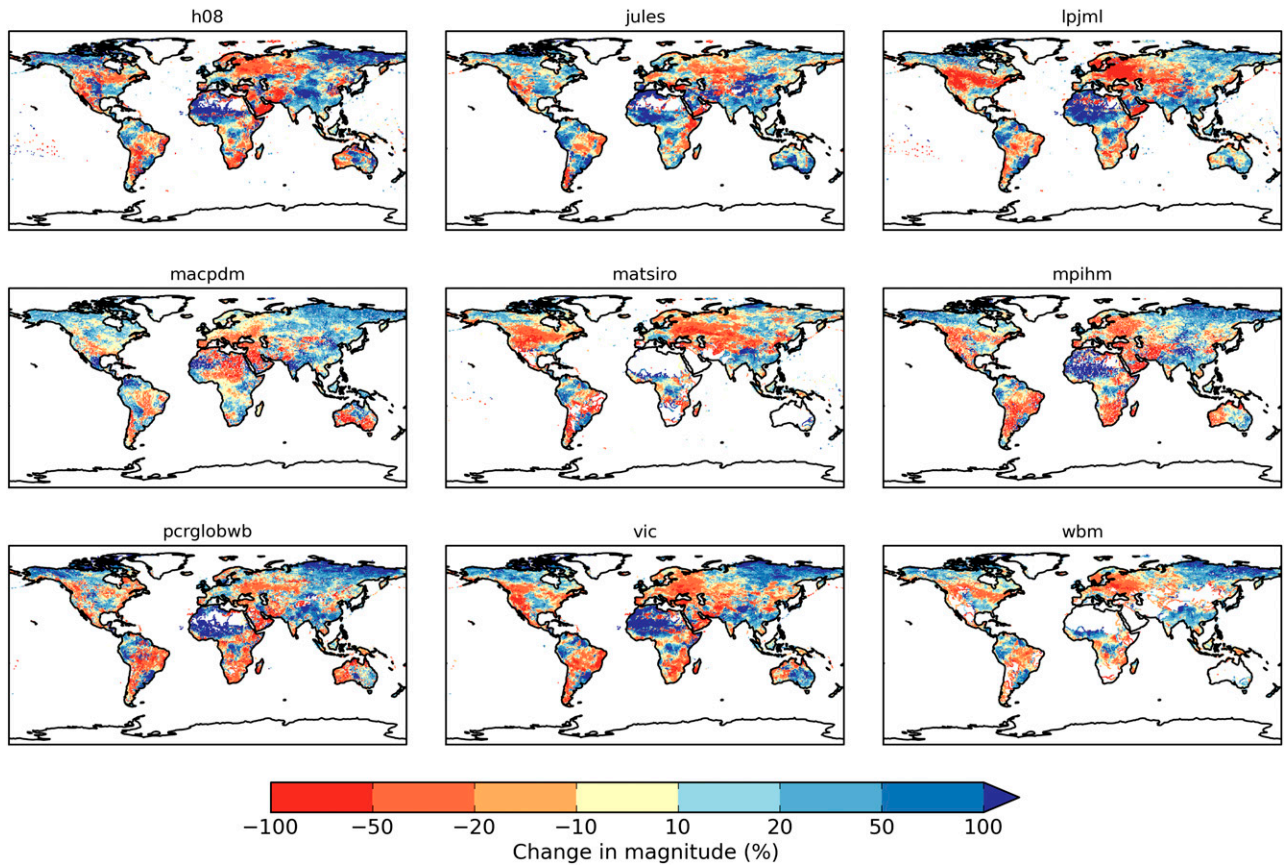 h08
jules
lpjml
macpdm
matsiro
mpihm
pcrglobwb
vic
wbm
−100 −50 −20 −10 10 20 50 100
Change in magnitude (%)